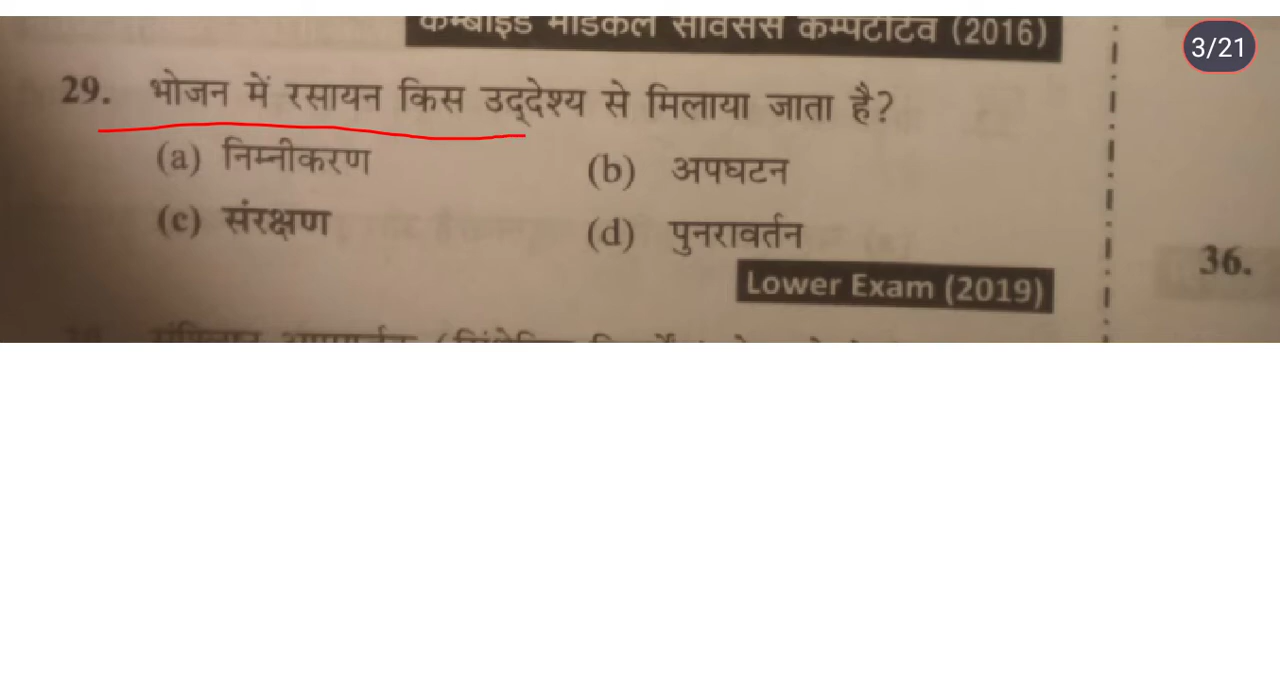 कम्बाइंड मेडिकल सर्विसेस कम्पटीटिव (2016)
3/21
29. भोजन में रसायन किस उद्देश्य से मिलाया जाता है?
(a) निम्नीकरण (b) अपघटन
(c) संरक्षण (d) पुनरावर्तन
36.
Lower Exam (2019)